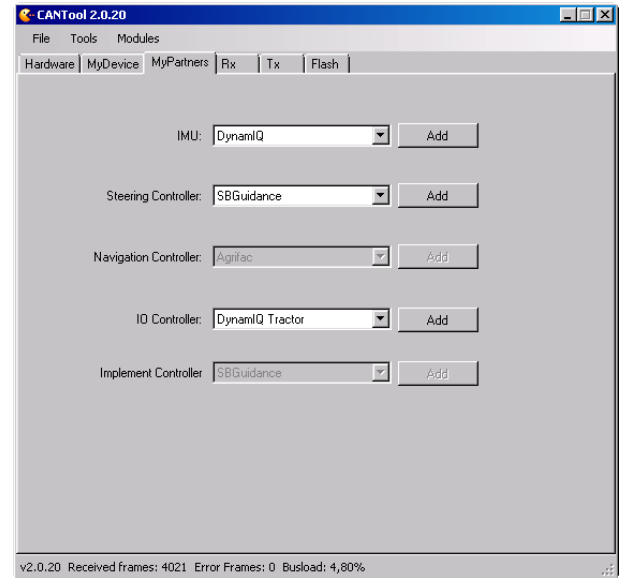 CANTool 2.0.20
File Tools Modules
Hardware MyDevice MyPartners Rx Tx Flash
IMU: DynamIQ Add
Steering Controller: SBGuidance Add
Navigation Controller: Agrifac Add
IO Controller: DynamIQ Tractor Add
Implement Controller SBGuidance Add
v2.0.20 Received frames: 4021 Error Frames: 0 Busload: 4,80%